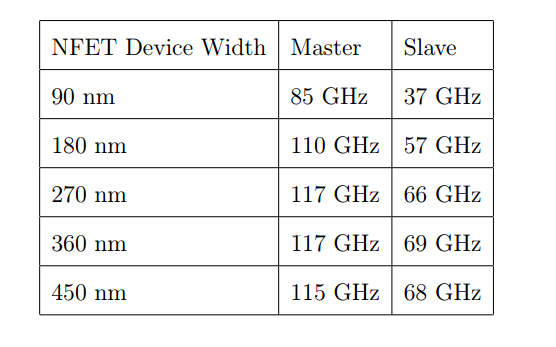 NFET Device Width Master Slave
90 nm 85 GHz 37 GHz
180 nm 110 GHz 57 GHz
270 nm 117 GHz 66 GHz
360 nm 117 GHz 69 GHz
450 nm 115 GHz 68 GHz